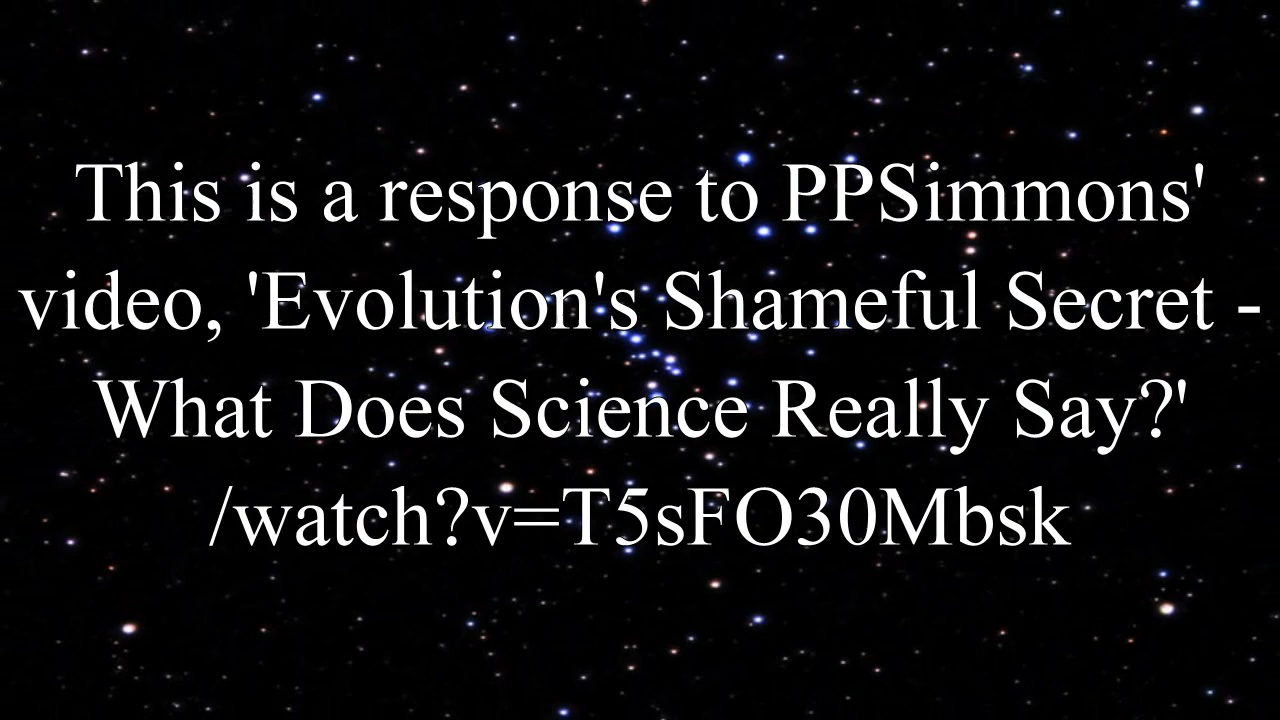 This is a response to PPSimmons'
video, 'Evolution's Shameful Secret -
What Does Science Really Say?'
/watch?v=T5sFO30Mbsk